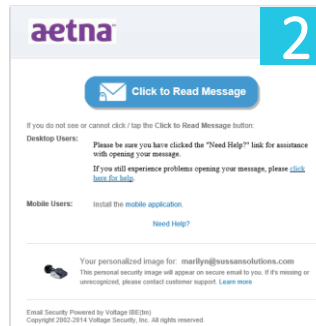 aetna
2
Click to Read Message
If you do not see or cannot click / tap the Click to Read Message button:
Desktop Users:
Please be sure you have clicked the "Need Help?" link for assistance
with opening your message.
If you still experience problems opening your message, please click
here for help.
Mobile Users: Install the mobile application.
Need Help?
Your personalized image for: marilyn@sussansolutions.com
This personal security image will appear on secure email to you. If it's missing or
unrecognized, please contact customer support. Learn more
Email Security Powered by Voltage IBE(tm)
Copyright 2002-2014 Voltage Security, Inc. All rights reserved.